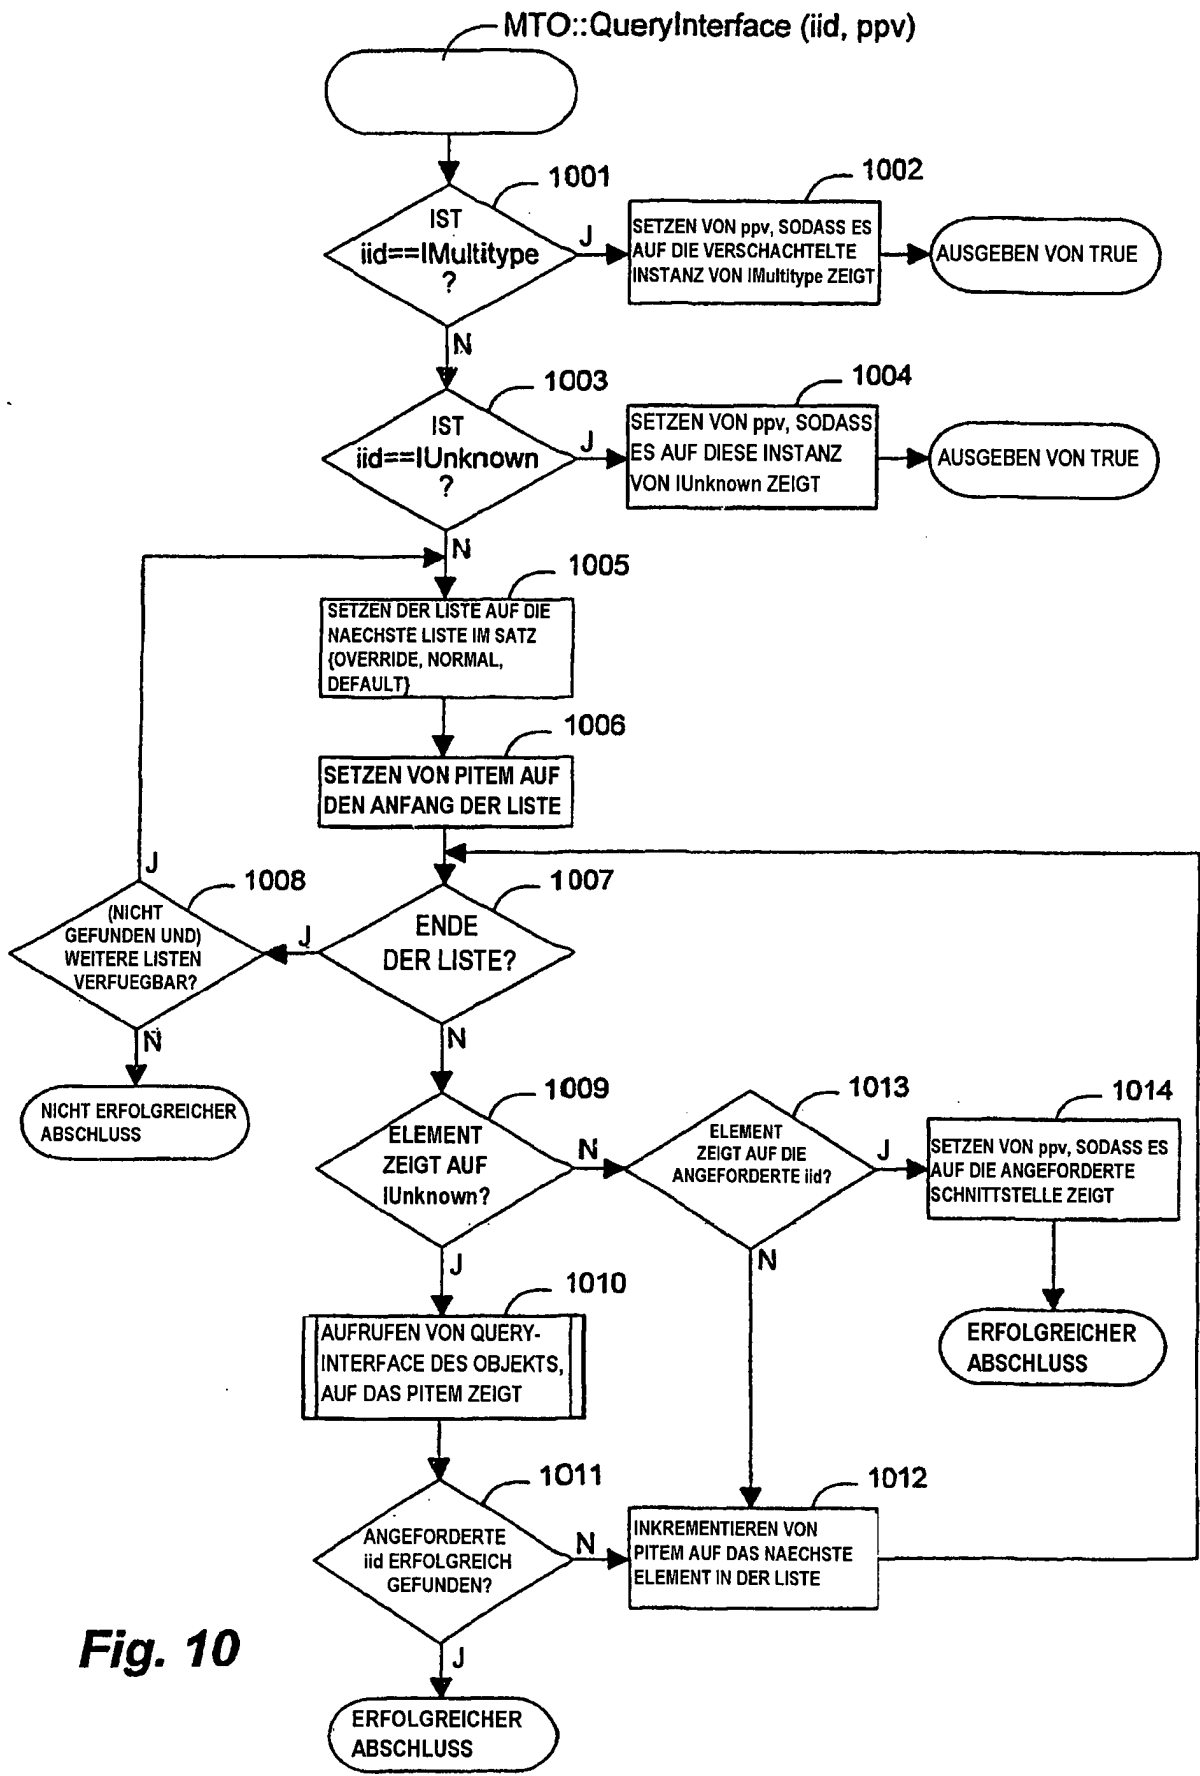 MTO::QueryInterface (iid, ppv)
1001
IST
iid==IMultitype
?
J
N
1002
SETZEN VON ppv, SODASS ES
AUF DIE VERSCHACHTELTE
INSTANZ VON IMultitype ZEIGT
AUSGEBEN VON TRUE
1003
IST
iid==IUnknown
?
J
N
1004
SETZEN VON ppv, SODASS
ES AUF DIESE INSTANZ
VON IUnknown ZEIGT
AUSGEBEN VON TRUE
1005
SETZEN DER LISTE AUF DIE
NAECHSTE LISTE IM SATZ
{OVERRIDE, NORMAL,
DEFAULT}
1006
SETZEN VON PITEM AUF
DEN ANFANG DER LISTE
J
1008
(NICHT
GEFUNDEN UND)
WEITERE LISTEN
VERFUEGBAR?
N
NICHT ERFOLGREICHER
ABSCHLUSS
1007
ENDE
DER LISTE?
J
N
1009
ELEMENT
ZEIGT AUF
IUnknown?
N
J
1013
ELEMENT
ZEIGT AUF DIE
ANGEFORDERTE iid?
J
N
1014
SETZEN VON ppv, SODASS ES
AUF DIE ANGEFORDERTE
SCHNITTSTELLE ZEIGT
ERFOLGREICHER
ABSCHLUSS
1010
AUFRUFEN VON QUERY-
INTERFACE DES OBJEKTS,
AUF DAS PITEM ZEIGT
1011
ANGEFORDERTE
iid ERFOLGREICH
GEFUNDEN?
N
J
1012
INKREMENTIEREN VON
PITEM AUF DAS NAECHSTE
ELEMENT IN DER LISTE
ERFOLGREICHER
ABSCHLUSS
Fig. 10